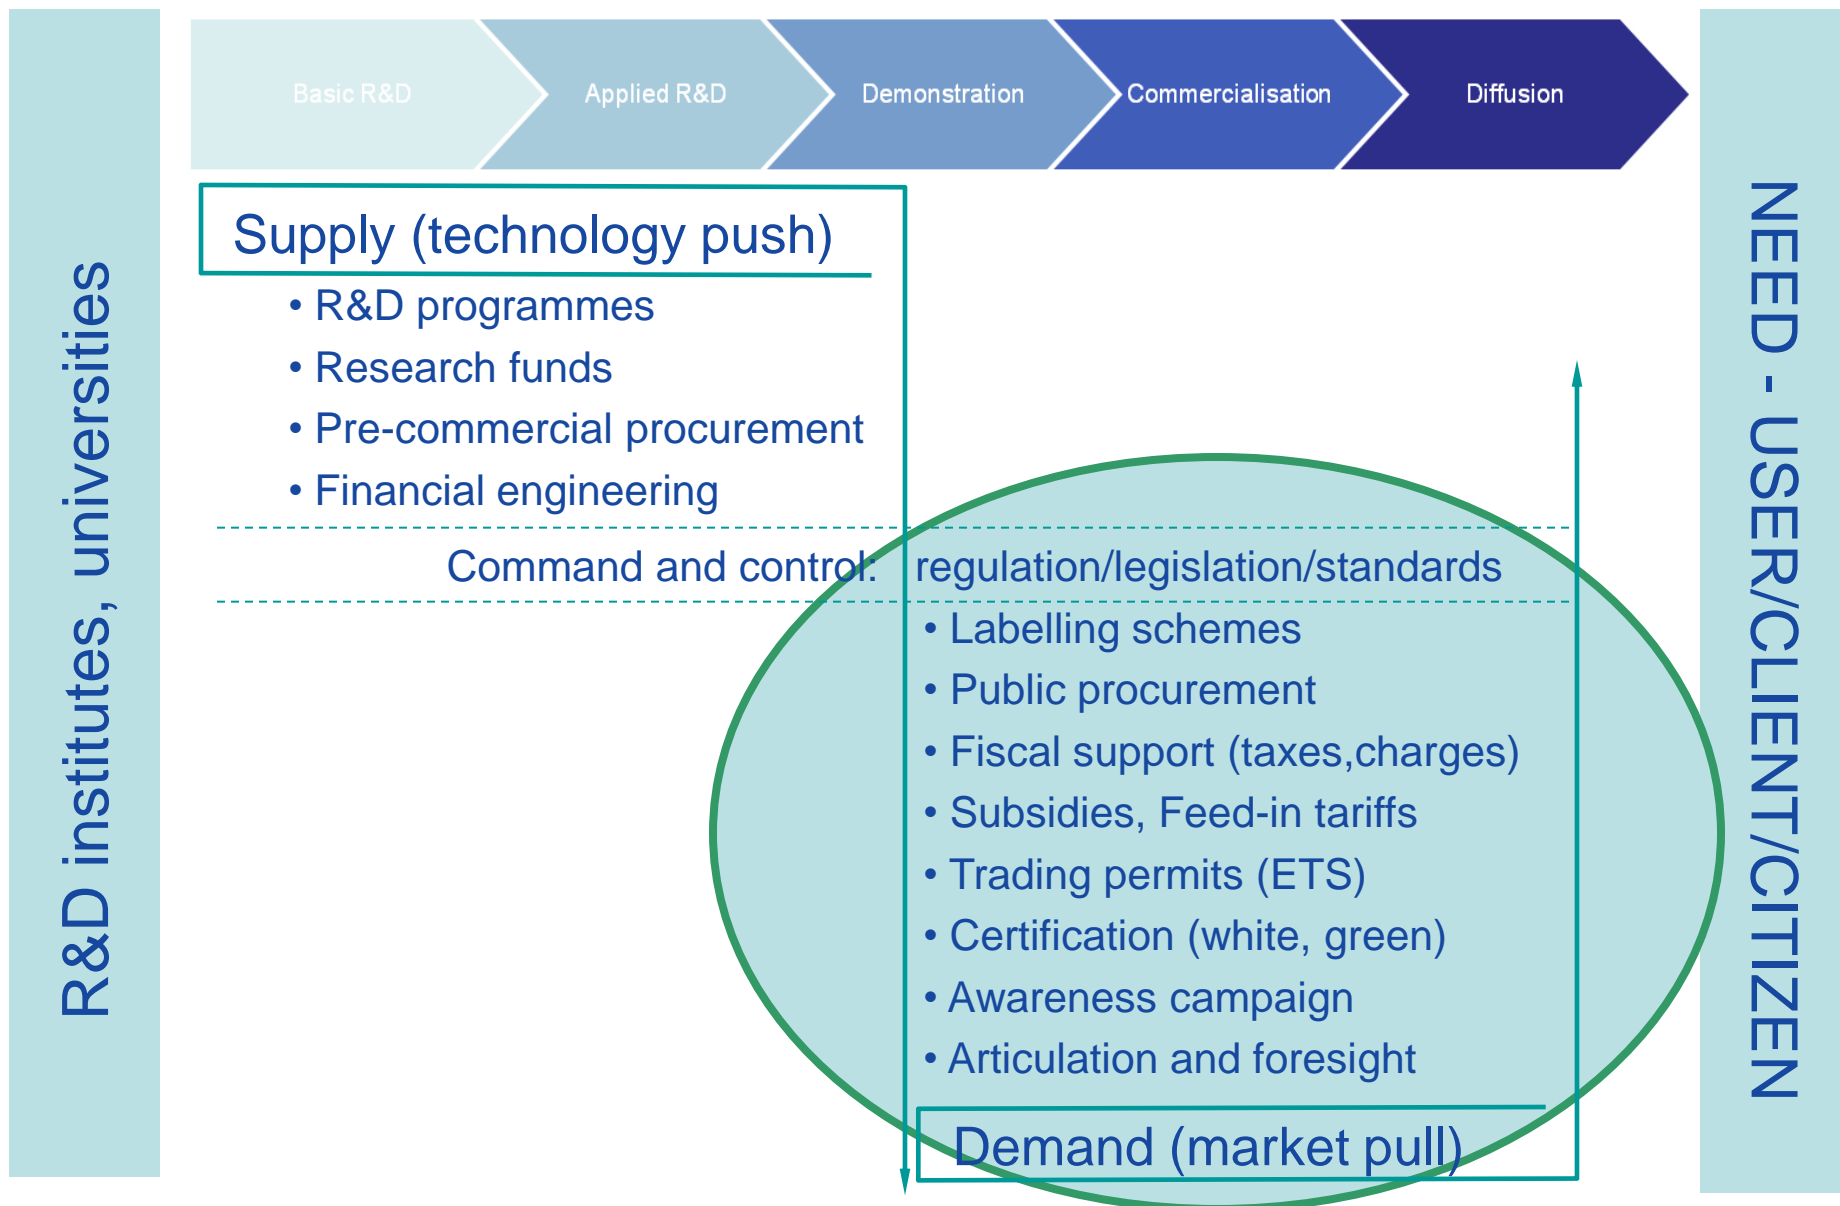 Basic R&D
Applied R&D
Demonstration
Commercialisation
Diffusion
R&D institutes, universities
Supply (technology push)
• R&D programmes
• Research funds
• Pre-commercial procurement
• Financial engineering
Command and control: regulation/legislation/standards
• Labelling schemes
• Public procurement
• Fiscal support (taxes,charges)
• Subsidies, Feed-in tariffs
• Trading permits (ETS)
• Certification (white, green)
• Awareness campaign
• Articulation and foresight
Demand (market pull)
NEED - USER/CLIENT/CITIZEN